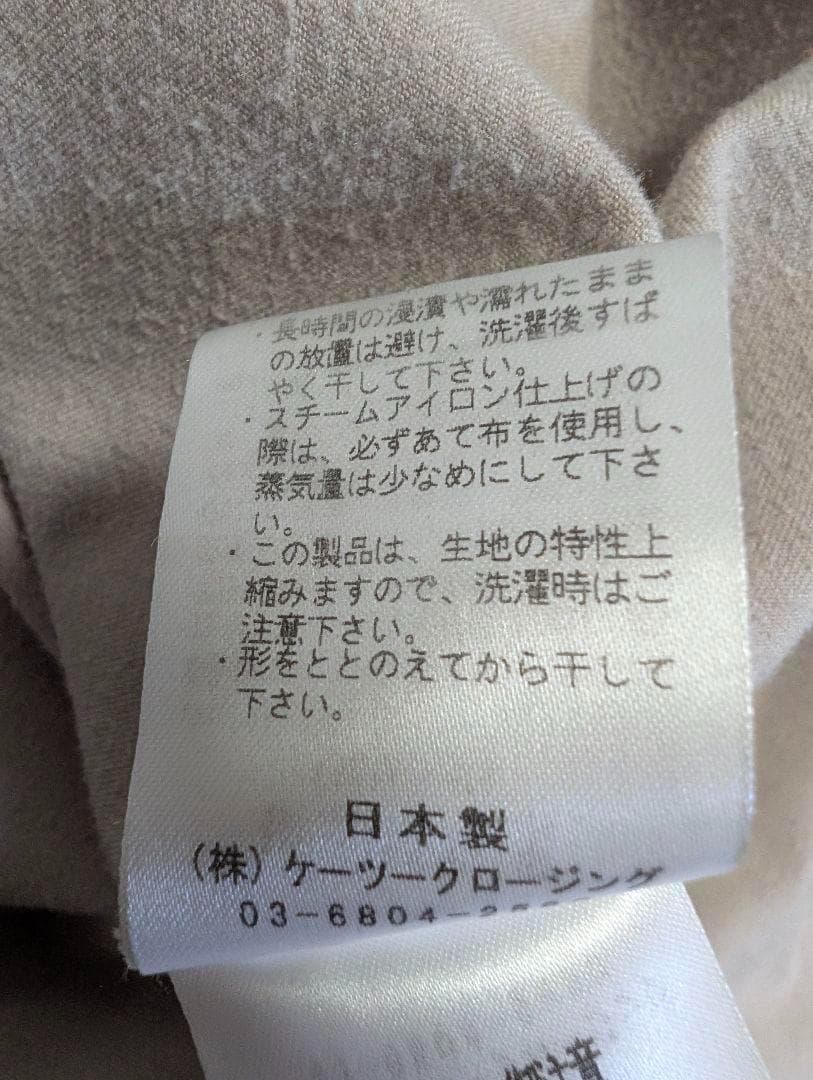 ・長時間の浸漬や濡れたまま
の放置は避け、洗濯後すば
やく干して下さい。
・スチームアイロン仕上げの
際は、必ずあて布を使用し、
蒸気量は少なめにして下さ
い。
・この製品は、生地の特性上
縮みますので、洗濯時はご
注意下さい。
・形をととのえてから干して
下さい。
日本製
(株)ケーツークロージング
03-6804-
注意